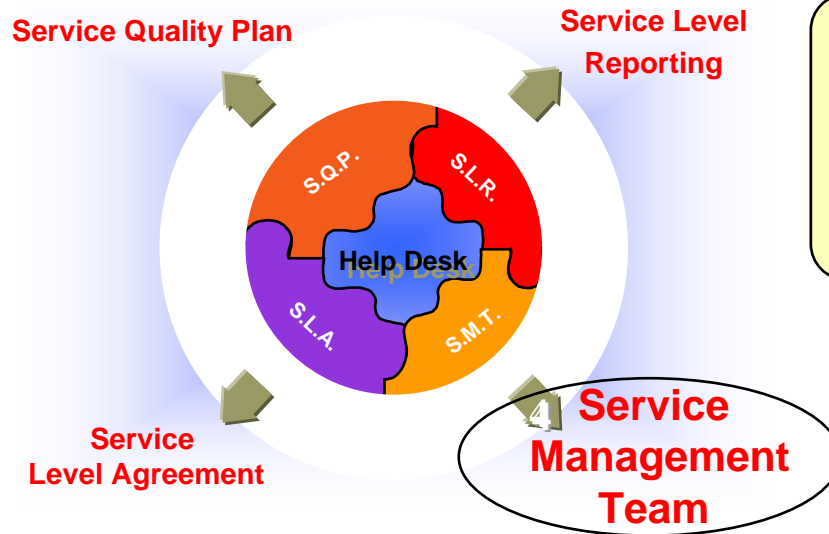 Service Quality Plan
Service Level
Reporting
S.Q.P.
S.L.R.
Help Desk
S.L.A.
S.M.T.
Service
Level Agreement
4
Service
Management
Team